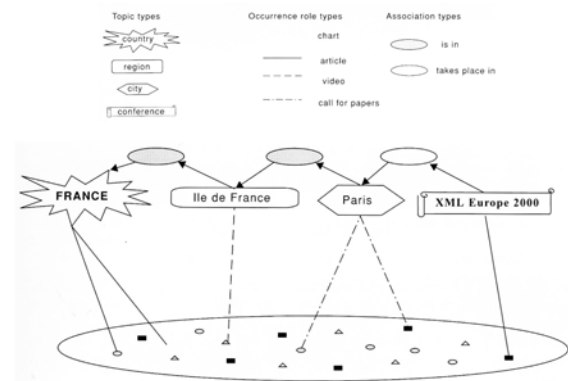 Topic types
country
region
city
conference
Occurrence role types
chart
article
video
call for papers
Association types
is in
takes place in
FRANCE
Ile de France
Paris
XML Europe 2000